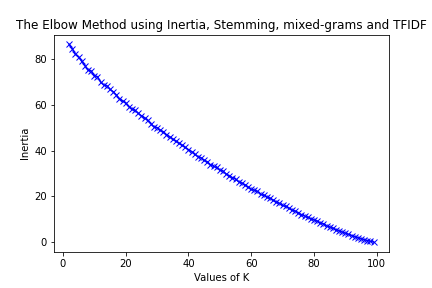 The Elbow Method using Inertia, Stemming, mixed-grams and TFIDF
80
60
40
20
0
Inertia
0 20 40 60 80 100
Values of K